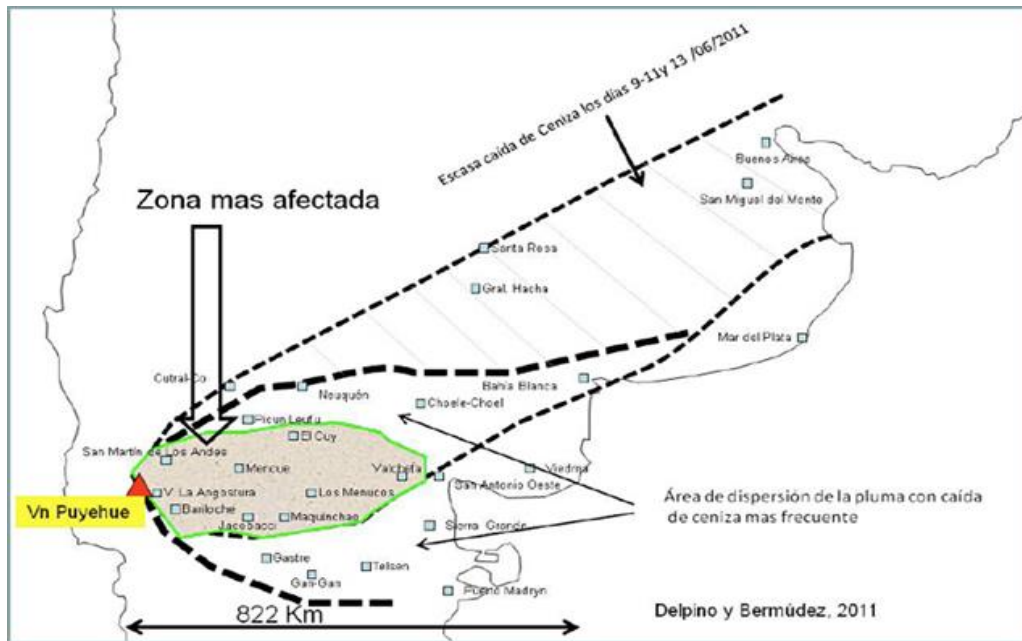 Escasa caída de Ceniza los días 9-11y 13 /06/2011
Buenos Aires
San Miguel del Monte
Zona mas afectada
Santa Rosa
Gral. Hacha
Mar del Plata
Cutral-Co
Neuquén
Bahía Blanca
Choele-Choel
Picun Leufu
El Cuy
San Martín de Los Andes
Mencue
Valcheta
Viedma
San Antonio Oeste
V. La Angostura
Los Menucos
Vn Puyehue
Bariloche
Jacobacci
Maquinchao
Sierra Grande
Área de dispersión de la pluma con caída
de ceniza mas frecuente
Gastre
Telsen
Gan-Gan
Puerto Madryn
822 Km
Delpino y Bermúdez, 2011